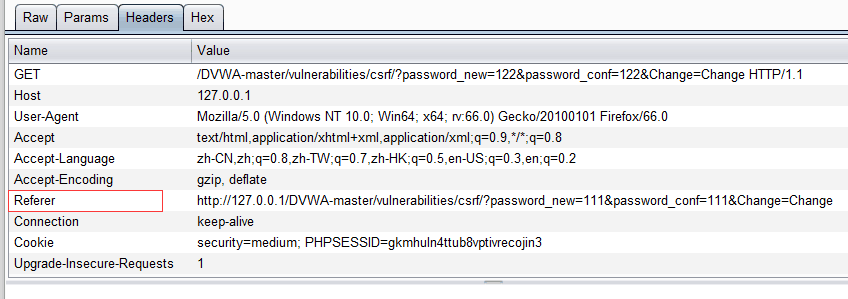 Raw Params Headers Hex
Name Value
GET /DVWA-master/vulnerabilities/csrf/?password_new=122&password_conf=122&Change=Change HTTP/1.1
Host 127.0.0.1
User-Agent Mozilla/5.0 (Windows NT 10.0; Win64; x64; rv:66.0) Gecko/20100101 Firefox/66.0
Accept text/html,application/xhtml+xml,application/xml;q=0.9,*/*;q=0.8
Accept-Language zh-CN,zh;q=0.8,zh-TW;q=0.7,zh-HK;q=0.5,en-US;q=0.3,en;q=0.2
Accept-Encoding gzip, deflate
Referer http://127.0.0.1/DVWA-master/vulnerabilities/csrf/?password_new=111&password_conf=111&Change=Change
Connection keep-alive
Cookie security=medium; PHPSESSID=gkmhuln4ttub8vptivrecojin3
Upgrade-Insecure-Requests 1